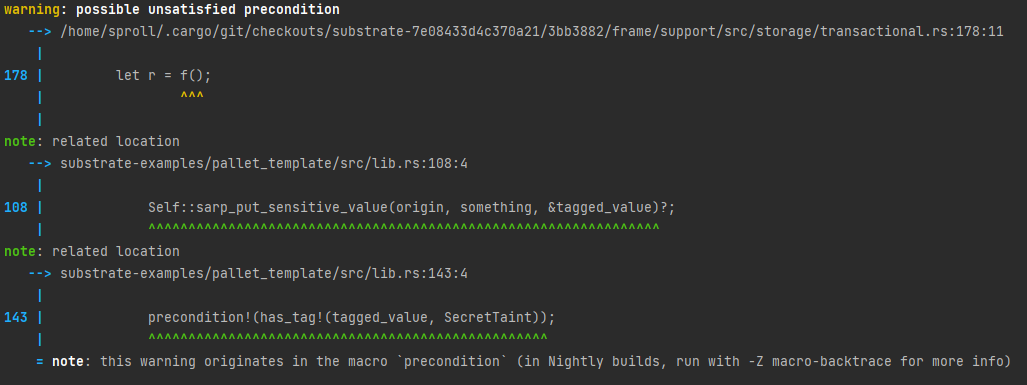 warning: possible unsatisfied precondition
   --> /home/sproll/.cargo/git/checkouts/substrate-7e08433d4c370a21/3bb3882/frame/support/src/storage/transactional.rs:178:11
    |
178 |         let r = f();
    |                 ^^^
    |
note: related location
   --> substrate-examples/pallet_template/src/lib.rs:108:4
    |
108 |             Self::sarp_put_sensitive_value(origin, something, &tagged_value)?;
    |             ^^^^^^^^^^^^^^^^^^^^^^^^^^^^^^^^^^^^^^^^^^^^^^^^^^^^^^^^^^^^^^^^
note: related location
   --> substrate-examples/pallet_template/src/lib.rs:143:4
    |
143 |             precondition!(has_tag!(tagged_value, SecretTaint));
    |             ^^^^^^^^^^^^^^^^^^^^^^^^^^^^^^^^^^^^^^^^^^^^^^^^^^
    = note: this warning originates in the macro `precondition` (in Nightly builds, run with -Z macro-backtrace for more info)